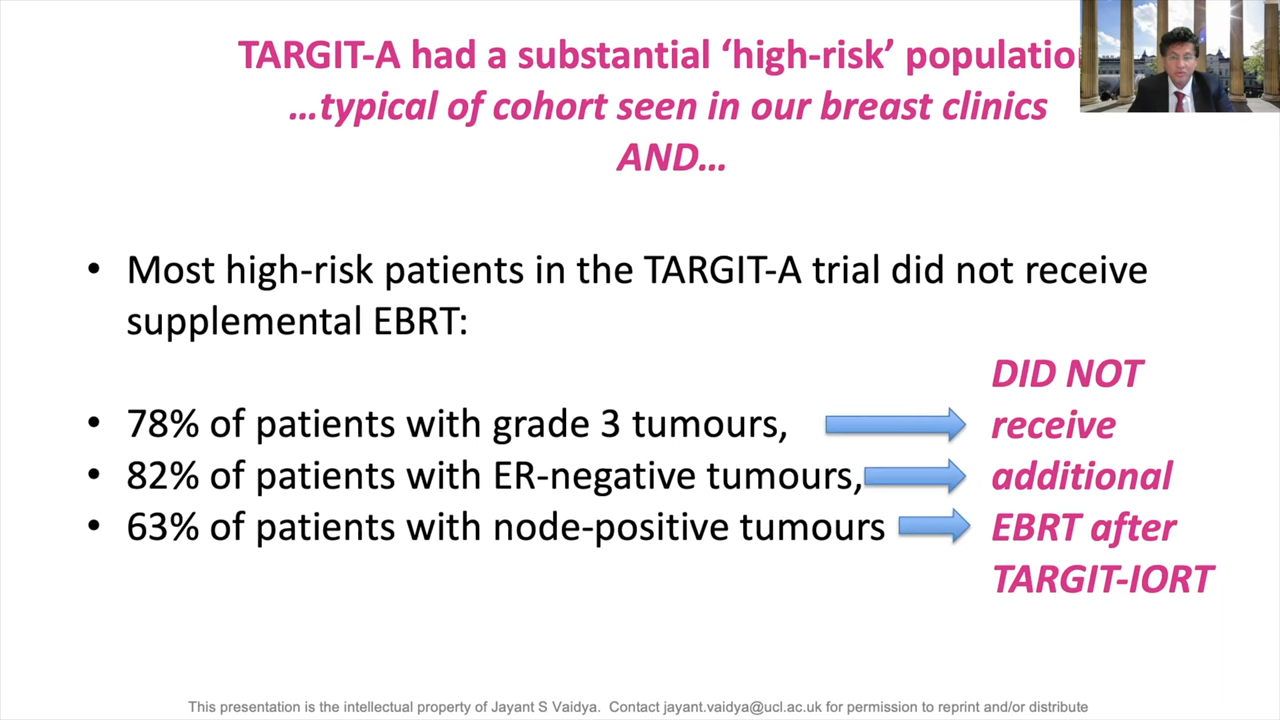 TARGIT-A had a substantial ‘high-risk’ populatio
…typical of cohort seen in our breast clinics
AND…
• Most high-risk patients in the TARGIT-A trial did not receive
supplemental EBRT:
• 78% of patients with grade 3 tumours,
• 82% of patients with ER-negative tumours,
• 63% of patients with node-positive tumours
DID NOT
receive
additional
EBRT after
TARGIT-IORT
This presentation is the intellectual property of Jayant S Vaidya. Contact jayant.vaidya@ucl.ac.uk for permission to reprint and/or distribute